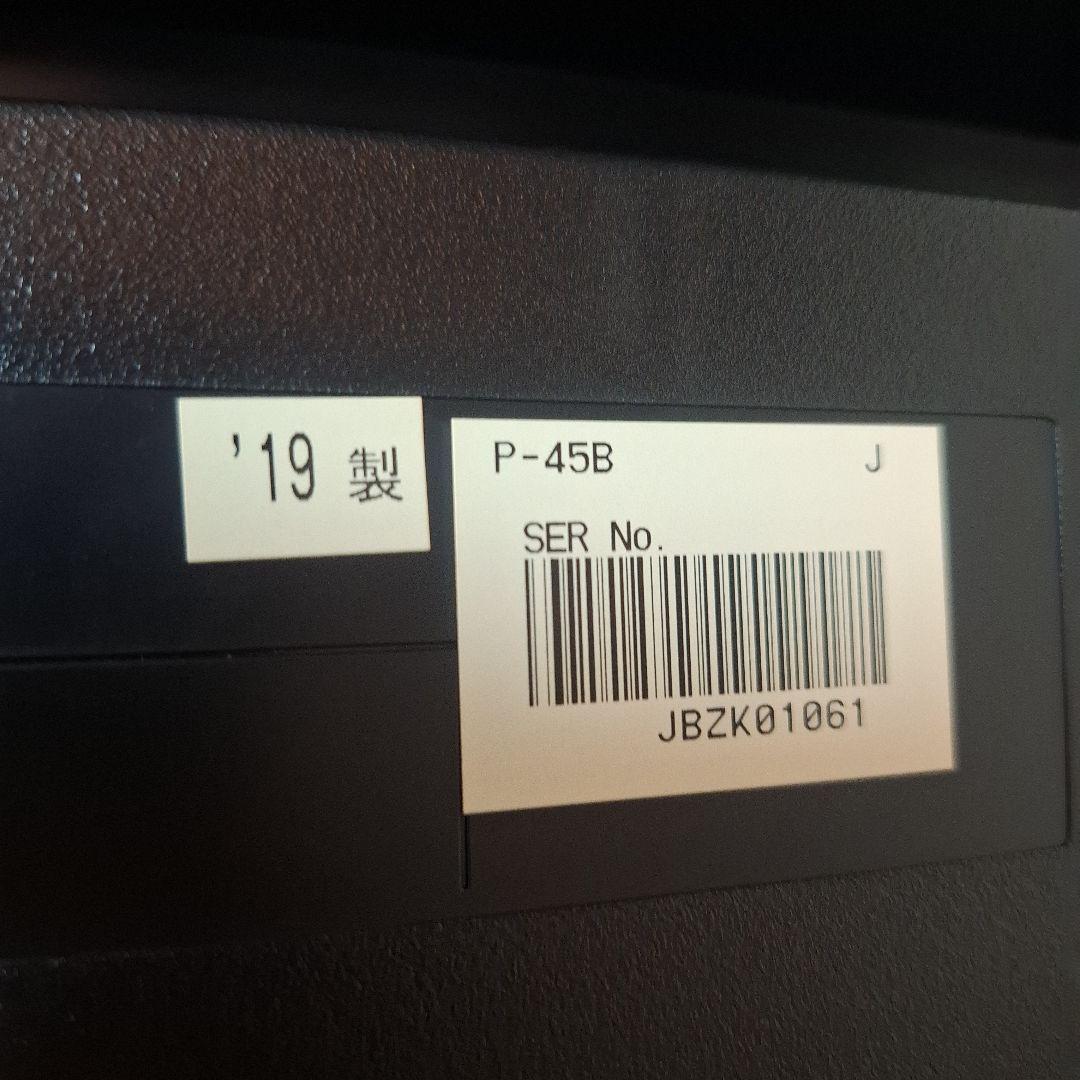 '19 製
P-45B J
SER No.
JBZK01061